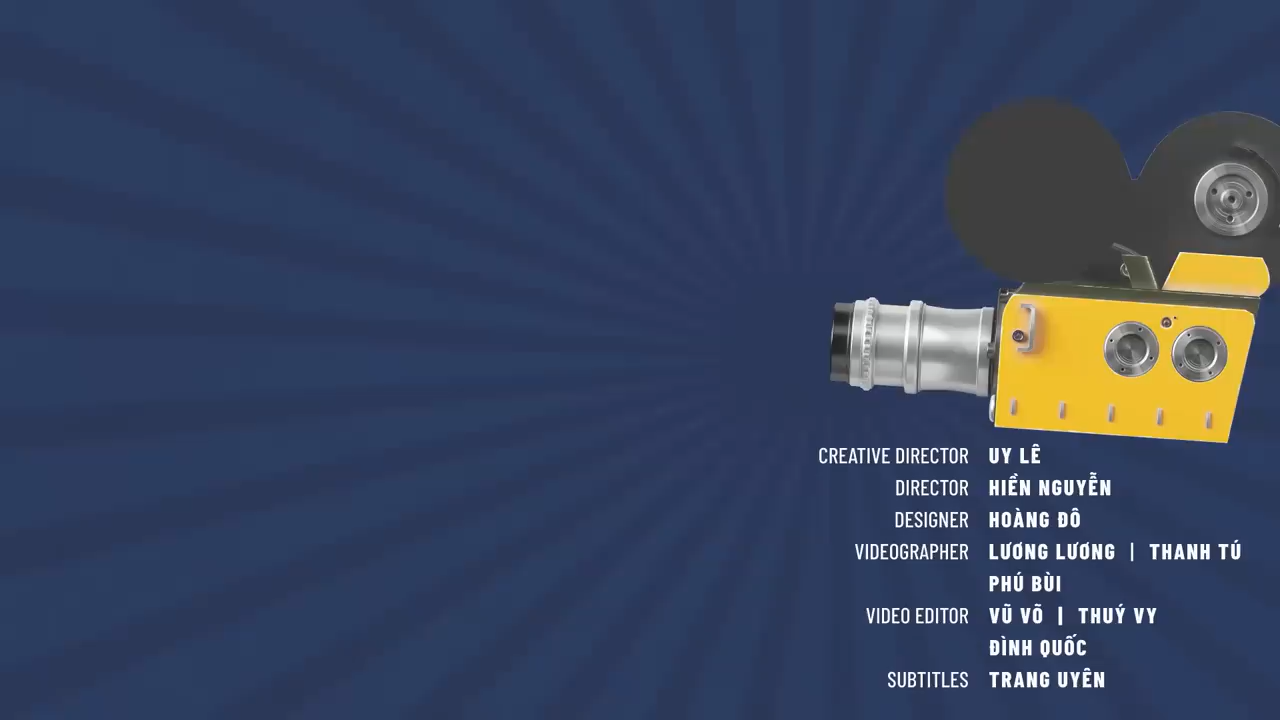 CREATIVE DIRECTOR UY LÊ
DIRECTOR HIỀN NGUYỄN
DESIGNER HOÀNG ĐÔ
VIDEOGRAPHER LƯƠNG LƯƠNG | THANH TÚ
PHÚ BÙI
VIDEO EDITOR VŨ VÕ | THUÝ VY
ĐÌNH QUỐC
SUBTITLES TRANG UYÊN